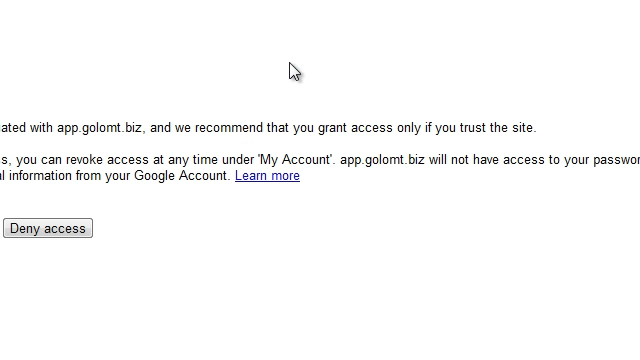 with app.golomt.biz, and we recommend that you grant access only if you trust the site.
you can revoke access at any time under 'My Account'. app.golomt.biz will not have access to your
information from your Google Account. Learn more
Deny access